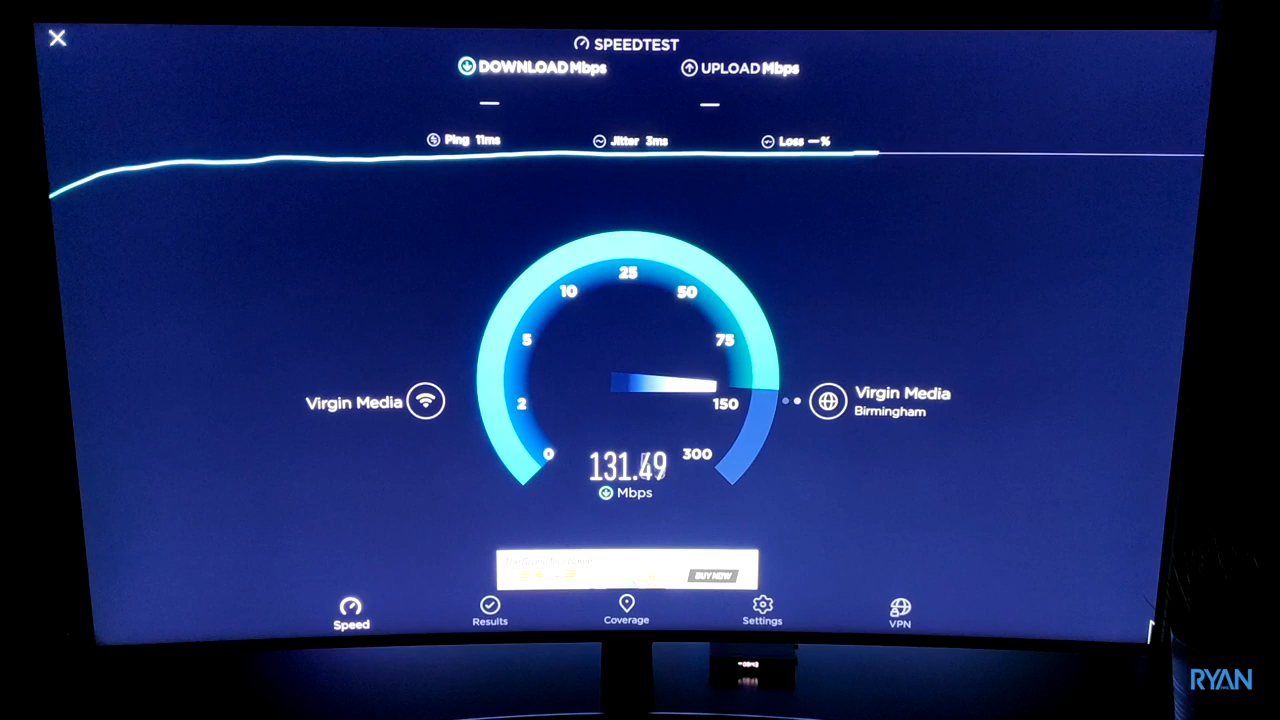 SPEEDTEST
DOWNLOAD Mbps
UPLOAD Mbps
Ping 11ms
Jitter 3ms
Loss —%
0
2
5
10
25
50
75
150
300
Virgin Media
Virgin Media
Birmingham
131.49
Mbps
BUY NOW
Speed
Results
Coverage
Settings
VPN
RYAN